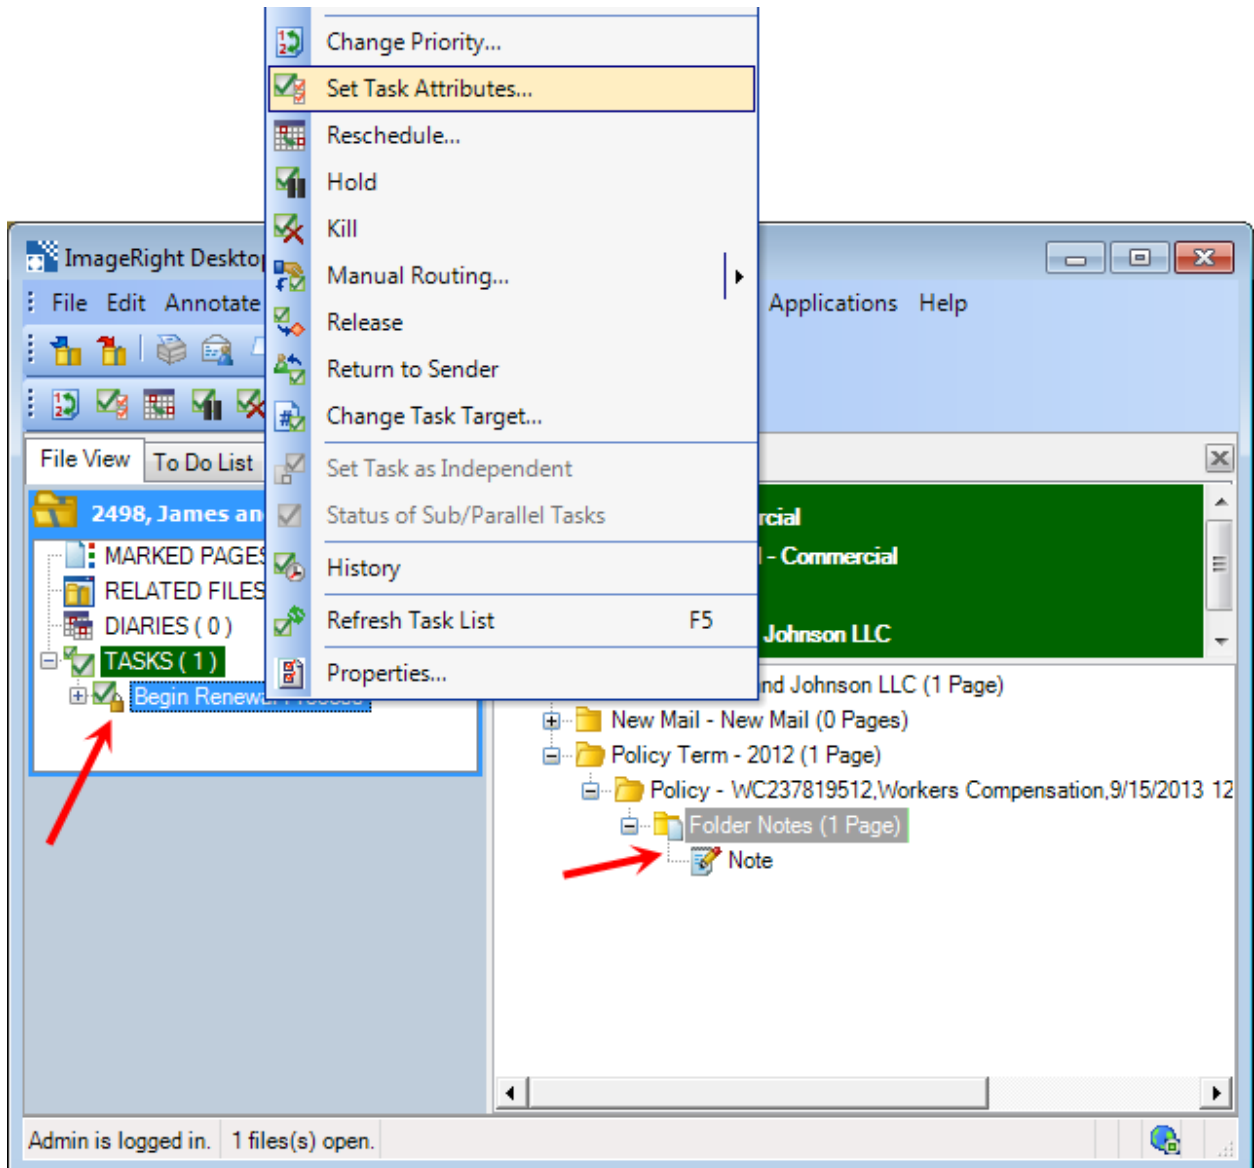 Change Priority...
Set Task Attributes...
Reschedule...
Hold
Kill
Manual Routing...
Release
Return to Sender
Change Task Target...
Set Task as Independent
Status of Sub/Parallel Tasks
History
Refresh Task List F5
Properties...
ImageRight Desktop
File Edit Annotate Applications Help
File View To Do List
2498, James an
MARKED PAGES
RELATED FILES
DIARIES ( 0 )
TASKS ( 1 )
Begin Renewal Process
rcial
- Commercial
Johnson LLC
nd Johnson LLC (1 Page)
New Mail - New Mail (0 Pages)
Policy Term - 2012 (1 Page)
Policy - WC237819512,Workers Compensation,9/15/2013 12
Folder Notes (1 Page)
Note
Admin is logged in. 1 files(s) open.